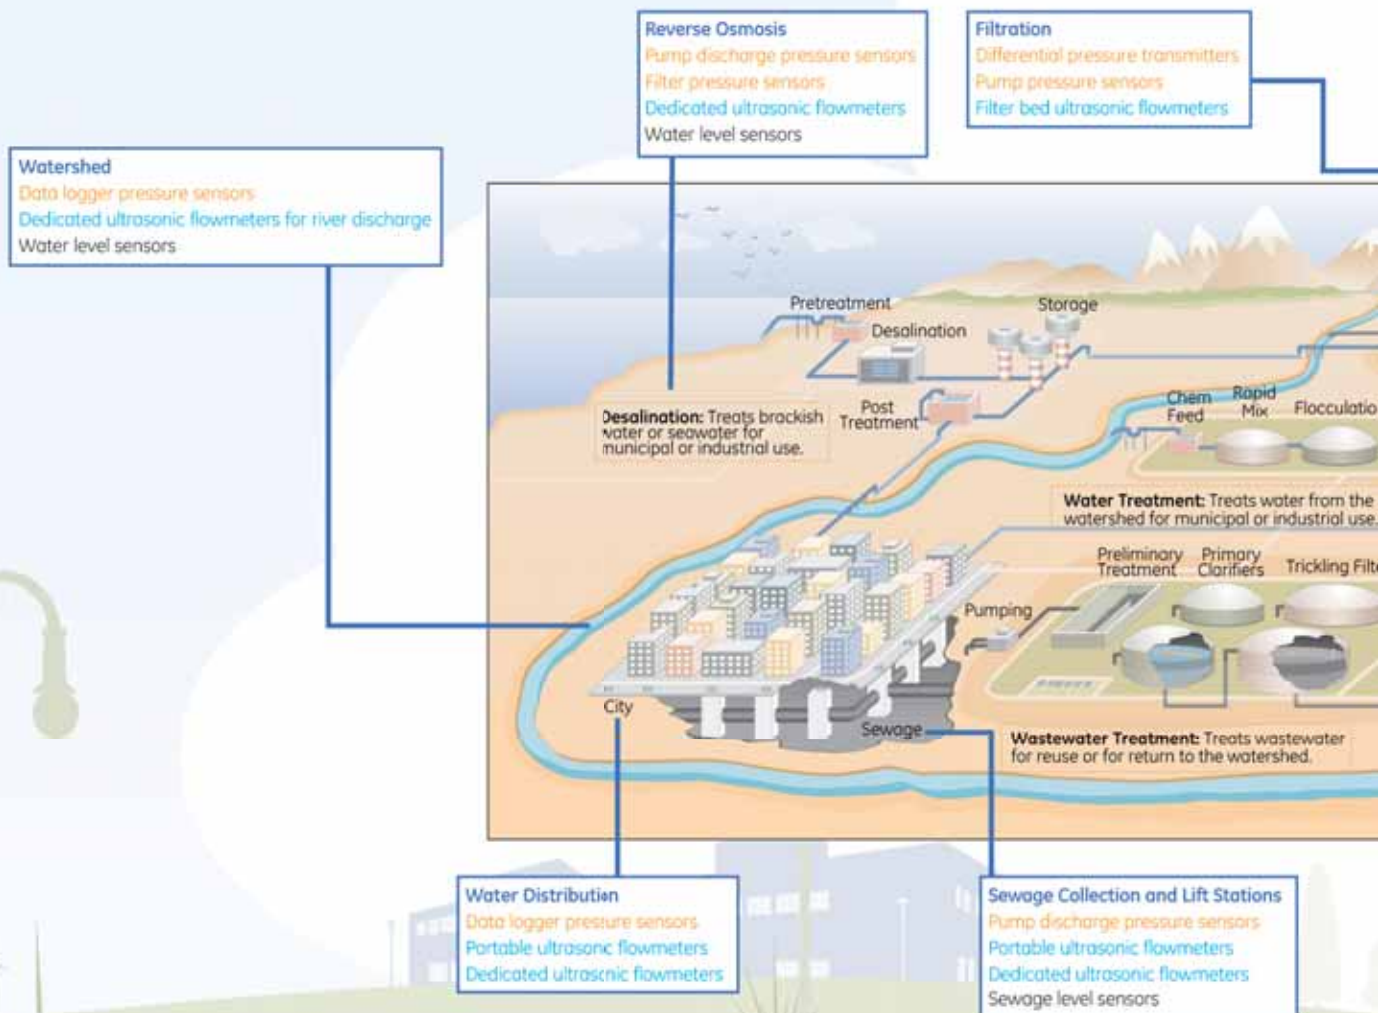 Reverse Osmosis
Pump discharge pressure sensors
Filter pressure sensors
Dedicated ultrasonic flowmeters
Water level sensors
Filtration
Differential pressure transmitters
Pump pressure sensors
Filter bed ultrasonic flowmeters
Watershed
Data logger pressure sensors
Dedicated ultrasonic flowmeters for river discharge
Water level sensors
Pretreatment
Desalination
Storage
Post
Treatment
Desalination: Treats brackish
water or seawater for
municipal or industrial use.
Chem
Feed
Rapid
Mix
Flocculatio
Water Treatment: Treats water from the
watershed for municipal or industrial use.
Preliminary
Treatment
Primary
Clarifiers
Trickling Filte
Pumping
City
Sewage
Wastewater Treatment: Treats wastewater
for reuse or for return to the watershed.
Water Distribution
Data logger pressure sensors
Portable ultrasonic flowmeters
Dedicated ultrasonic flowmeters
Sewage Collection and Lift Stations
Pump discharge pressure sensors
Portable ultrasonic flowmeters
Dedicated ultrasonic flowmeters
Sewage level sensors